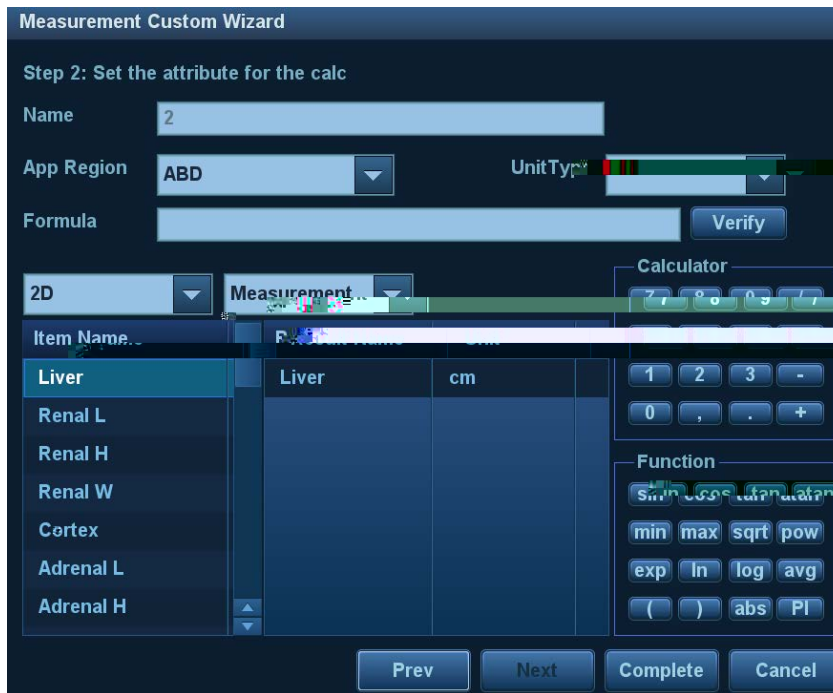 Measurement Custom Wizard
Step 2: Set the attribute for the calc
Name 2
App Region ABD
Formula Verify
Calculator
2D Measurement
Item Name
Liver Liver cm 1 2 3 -
Renal L 0 , . +
Renal H Function
Renal W
Cortex min max sqrt pow
Adrenal L exp ln log avg
Adrenal H ( ) abs PI
Prev Next Complete Cancel